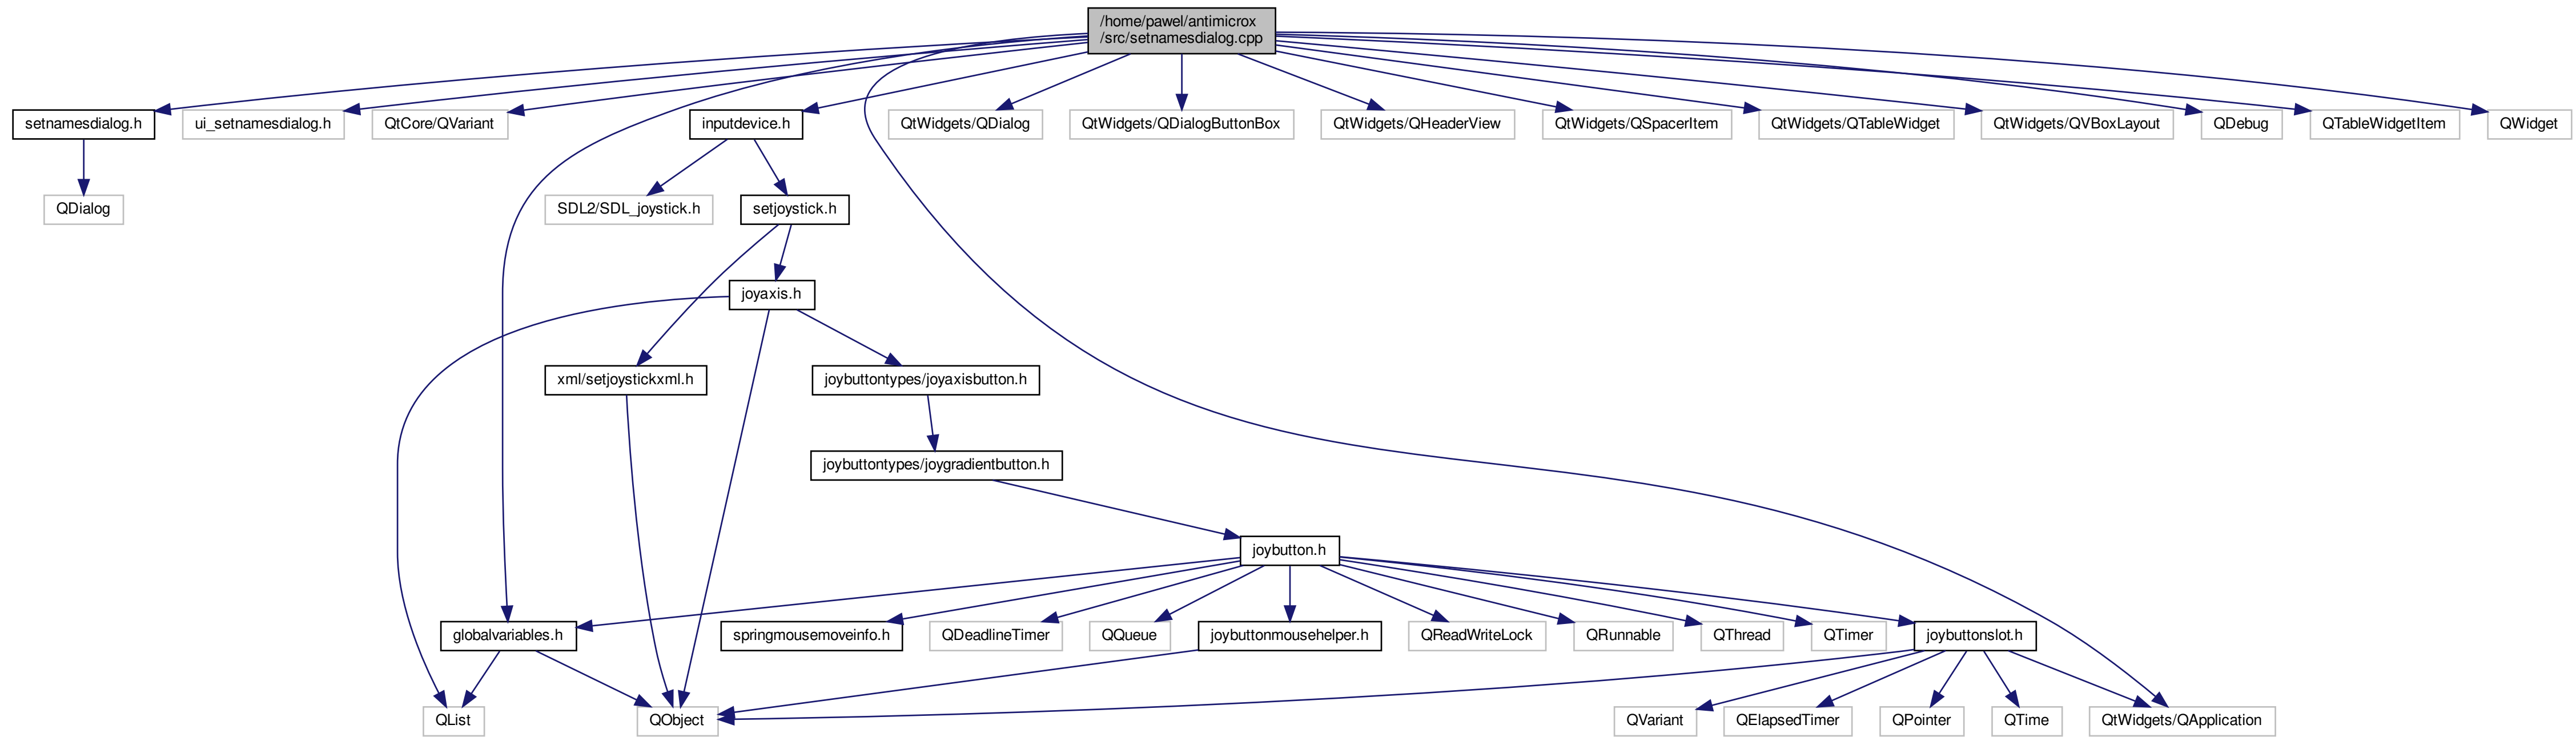 /home/pawel/antimicrox
/src/setnamesdialog.cpp
setnamesdialog.h
ui_setnamesdialog.h
QtCore/QVariant
inputdevice.h
QtWidgets/QDialog
QtWidgets/QDialogButtonBox
QtWidgets/QHeaderView
QtWidgets/QSpacerItem
QtWidgets/QTableWidget
QtWidgets/QVBoxLayout
QDebug
QTableWidgetItem
QWidget
QDialog
SDL2/SDL_joystick.h
setjoystick.h
joyaxis.h
xml/setjoystickxml.h
joybuttontypes/joyaxisbutton.h
joybuttontypes/joygradientbutton.h
joybutton.h
globalvariables.h
springmousemoveinfo.h
QDeadlineTimer
QQueue
joybuttonmousehelper.h
QReadWriteLock
QRunnable
QThread
QTimer
joybuttonslot.h
QList
QObject
QVariant
QElapsedTimer
QPointer
QTime
QtWidgets/QApplication